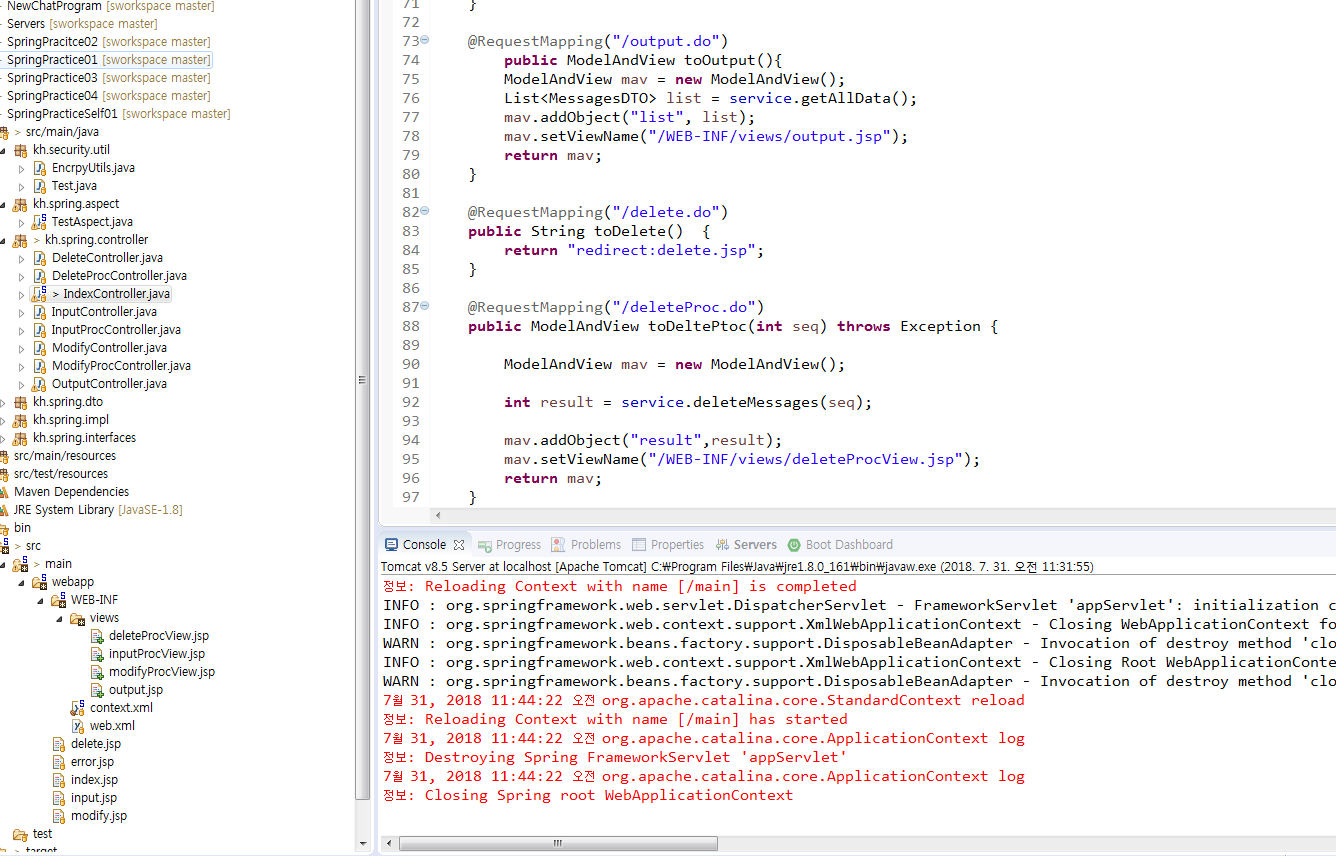 NewChatProgram [sworkspace master]
Servers [sworkspace master]
SpringPracitce02 [sworkspace master]
SpringPractice01 [sworkspace master]
SpringPractice03 [sworkspace master]
SpringPractice04 [sworkspace master]
SpringPracticeSelf01 [sworkspace master]
> src/main/java
kh.security.util
EncrpyUtils.java
Test.java
kh.spring.aspect
TestAspect.java
> kh.spring.controller
DeleteController.java
DeleteProcController.java
> IndexController.java
InputController.java
InputProcController.java
ModifyController.java
ModifyProcController.java
OutputController.java
kh.spring.dto
kh.spring.impl
kh.spring.interfaces
src/main/resources
src/test/resources
Maven Dependencies
JRE System Library [JavaSE-1.8]
bin
> src
> main
webapp
WEB-INF
views
deleteProcView.jsp
inputProcView.jsp
modifyProcView.jsp
output.jsp
context.xml
web.xml
delete.jsp
error.jsp
index.jsp
input.jsp
modify.jsp
test
> target
71 }
72
73 @RequestMapping("/output.do")
74 public ModelAndView toOutput(){
75 ModelAndView mav = new ModelAndView();
76 List<MessagesDTO> list = service.getAllData();
77 mav.addObject("list", list);
78 mav.setViewName("/WEB-INF/views/output.jsp");
79 return mav;
80 }
81
82 @RequestMapping("/delete.do")
83 public String toDelete() {
84 return "redirect:delete.jsp";
85 }
86
87 @RequestMapping("/deleteProc.do")
88 public ModelAndView toDeltePtoc(int seq) throws Exception {
89
90 ModelAndView mav = new ModelAndView();
91
92 int result = service.deleteMessages(seq);
93
94 mav.addObject("result",result);
95 mav.setViewName("/WEB-INF/views/deleteProcView.jsp");
96 return mav;
97 }
Console Progress Problems Properties Servers Boot Dashboard
Tomcat v8.5 Server at localhost [Apache Tomcat] C:₩Program Files₩Java₩jre1.8.0_161₩bin₩javaw.exe (2018. 7. 31. 오전 11:31:55)
정보: Reloading Context with name [/main] is completed
INFO : org.springframework.web.servlet.DispatcherServlet - FrameworkServlet 'appServlet': initialization c
INFO : org.springframework.web.context.support.XmlWebApplicationContext - Closing WebApplicationContext fo
WARN : org.springframework.beans.factory.support.DisposableBeanAdapter - Invocation of destroy method 'clo
INFO : org.springframework.web.context.support.XmlWebApplicationContext - Closing Root WebApplicationConte
WARN : org.springframework.beans.factory.support.DisposableBeanAdapter - Invocation of destroy method 'clo
7월 31, 2018 11:44:22 오전 org.apache.catalina.core.StandardContext reload
정보: Reloading Context with name [/main] has started
7월 31, 2018 11:44:22 오전 org.apache.catalina.core.ApplicationContext log
정보: Destroying Spring FrameworkServlet 'appServlet'
7월 31, 2018 11:44:22 오전 org.apache.catalina.core.ApplicationContext log
정보: Closing Spring root WebApplicationContext